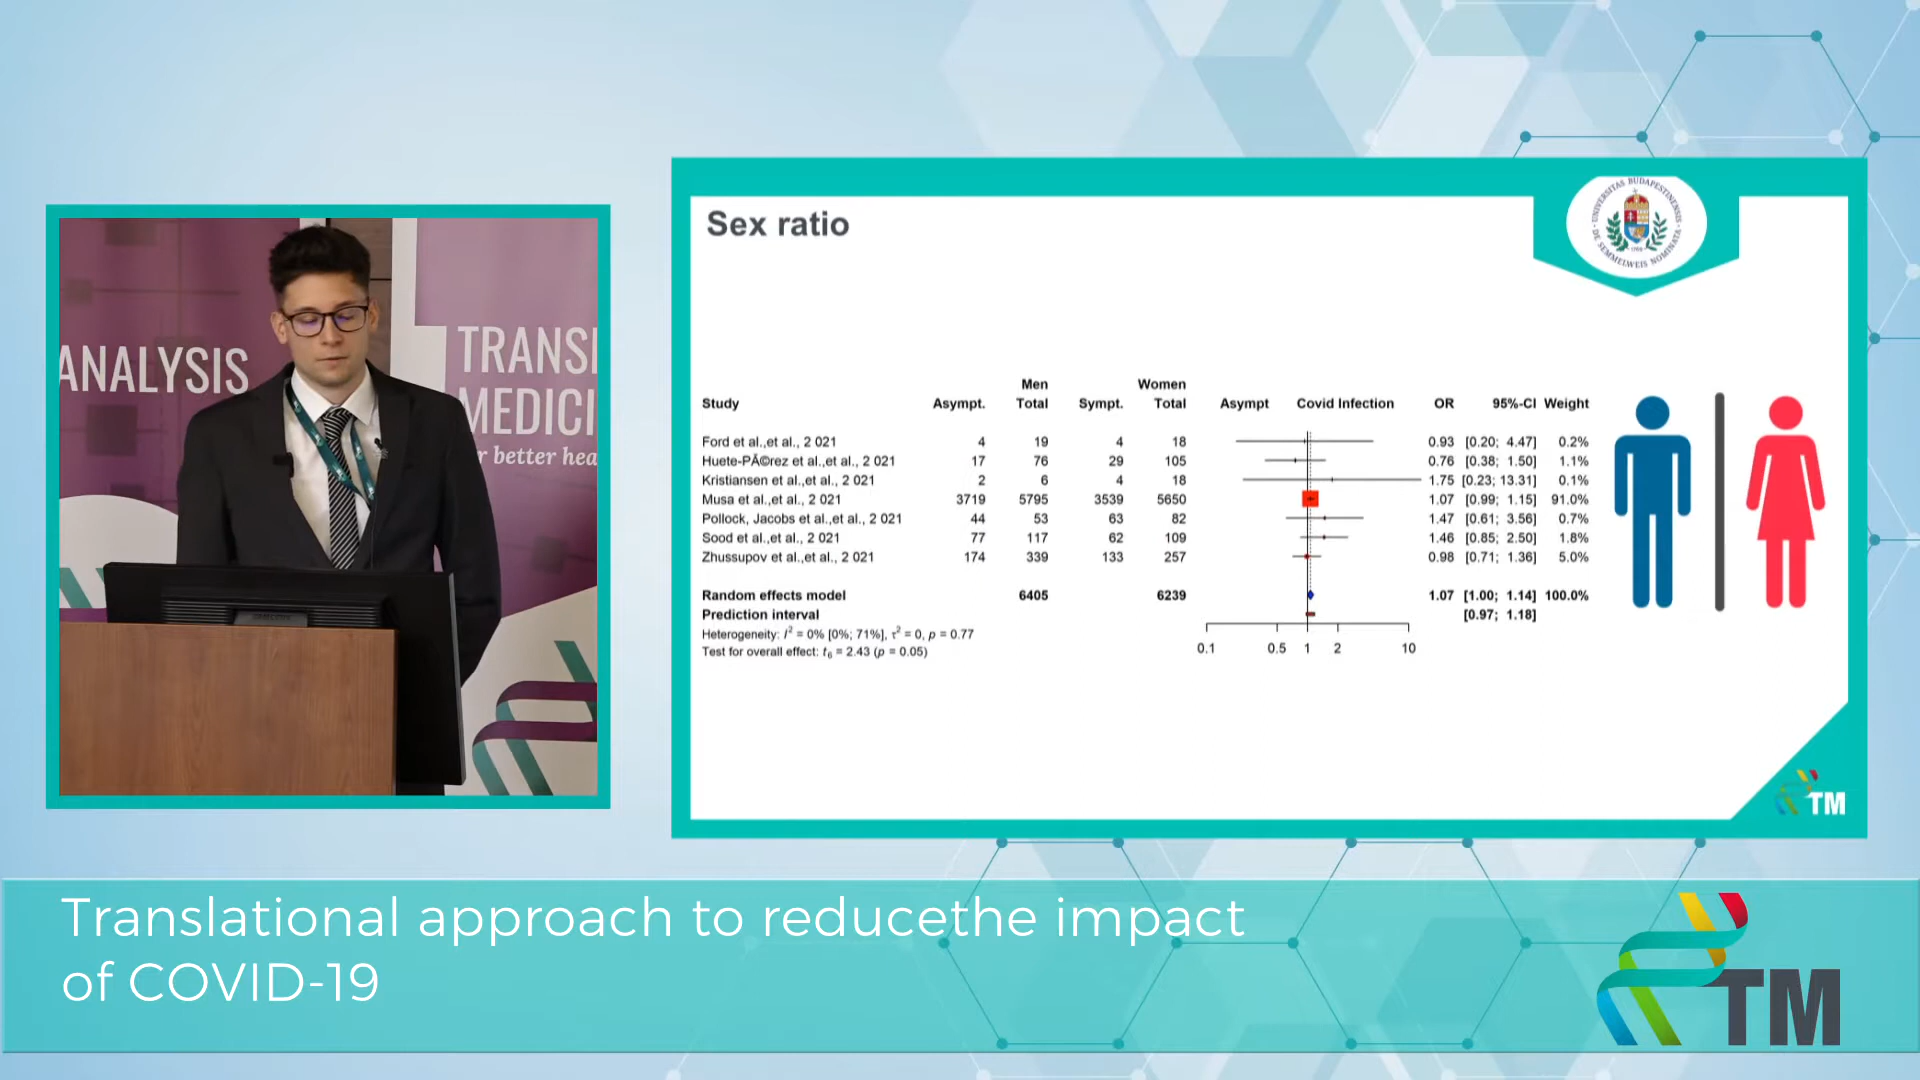 ANALYSIS
TRANSL
MEDICI
r better hea
Sex ratio
UNIVERSITAS BUDAPESTINENSIS
DE SEMMELWEIS NOMINATA
Men Women
Study Asympt. Total Sympt. Total Asympt Covid Infection OR 95%-CI Weight
Ford et al.,et al., 2 021 4 19 4 18 0.93 [0.20; 4.47] 0.2%
Huete-PÃ©rez et al.,et al., 2 021 17 76 29 105 0.76 [0.38; 1.50] 1.1%
Kristiansen et al.,et al., 2 021 2 6 4 18 1.75 [0.23; 13.31] 0.1%
Musa et al.,et al., 2 021 3719 5795 3539 5650 1.07 [0.99; 1.15] 91.0%
Pollock, Jacobs et al.,et al., 2 021 44 53 63 82 1.47 [0.61; 3.56] 0.7%
Sood et al.,et al., 2 021 77 117 62 109 1.46 [0.85; 2.50] 1.8%
Zhussupov et al.,et al., 2 021 174 339 133 257 0.98 [0.71; 1.36] 5.0%
Random effects model 6405 6239 1.07 [1.00; 1.14] 100.0%
Prediction interval [0.97; 1.18]
Heterogeneity: I² = 0% [0%; 71%], τ² = 0, p = 0.77
Test for overall effect: t₆ = 2.43 (p = 0.05)
0.1 0.5 1 2 10
TM
Translational approach to reducethe impact
of COVID-19
TM